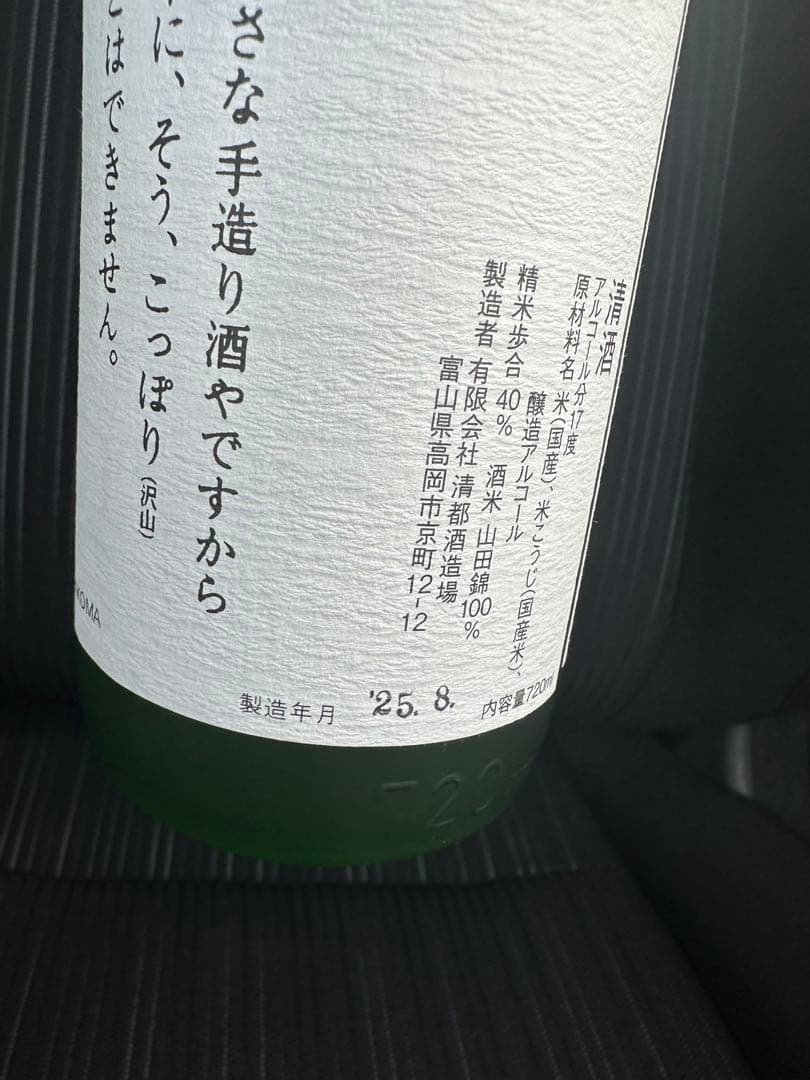 清酒
アルコール分17度
原材料名 米(国産)、米こうじ(国産米)、
醸造アルコール
精米歩合 40% 酒米 山田錦100%
製造者 有限会社 清都酒造場
富山県高岡市京町12-12
さな手造り酒やですから
に、そう、こっぽり(沢山)
とはできません。
OMA
製造年月 '25. 8.
内容量720ml